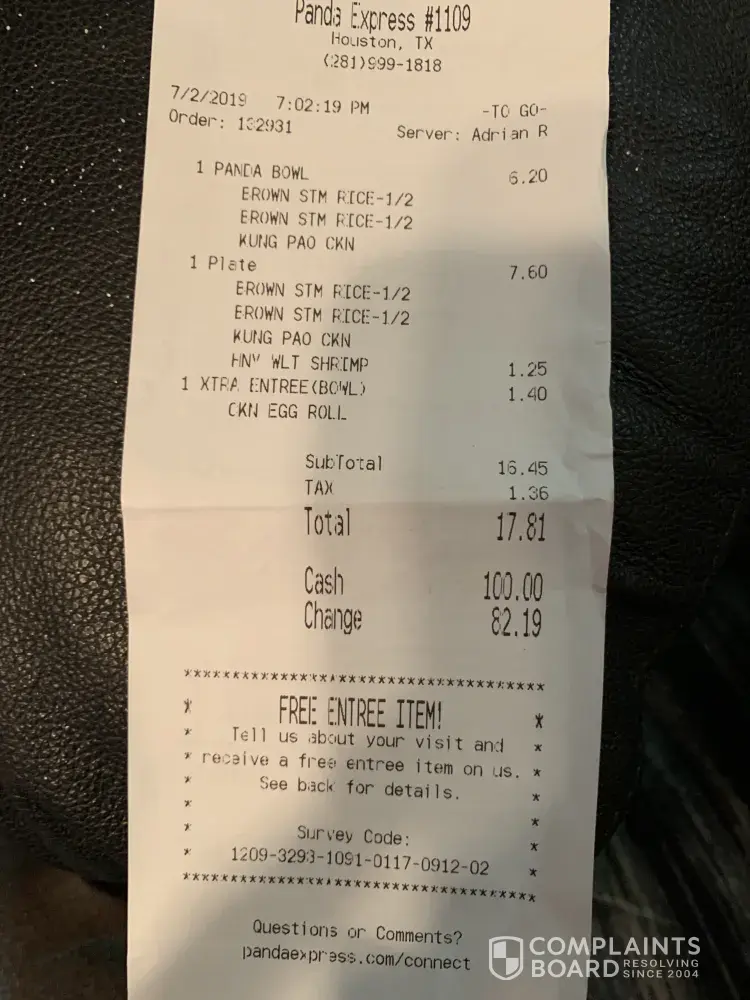 Panda Express #1109
Houston, TX
(281)999-1818
7/2/2019 7:02:19 PM -TO GO-
Order: 132931 Server: Adrian R
1 PANDA BOWL 6.20
BROWN STM RICE-1/2
BROWN STM RICE-1/2
KUNG PAO CKN
1 Plate 7.60
BROWN STM RICE-1/2
BROWN STM RICE-1/2
KUNG PAO CKN
HNY WLT SHRIMP 1.25
1 XTRA ENTREE(BOWL) 1.40
CKN EGG ROLL
SubTotal 16.45
TAX 1.36
Total 17.81
Cash 100.00
Change 82.19
****************************************
* FREE ENTREE ITEM! *
* Tell us about your visit and *
* receive a free entree item on us. *
* See back for details. *
* *
* Survey Code: *
* 1209-3293-1091-0117-0912-02 *
****************************************
Questions or Comments?
pandaexpress.com/connect
COMPLAINTS
BOARD RESOLVING SINCE 2004